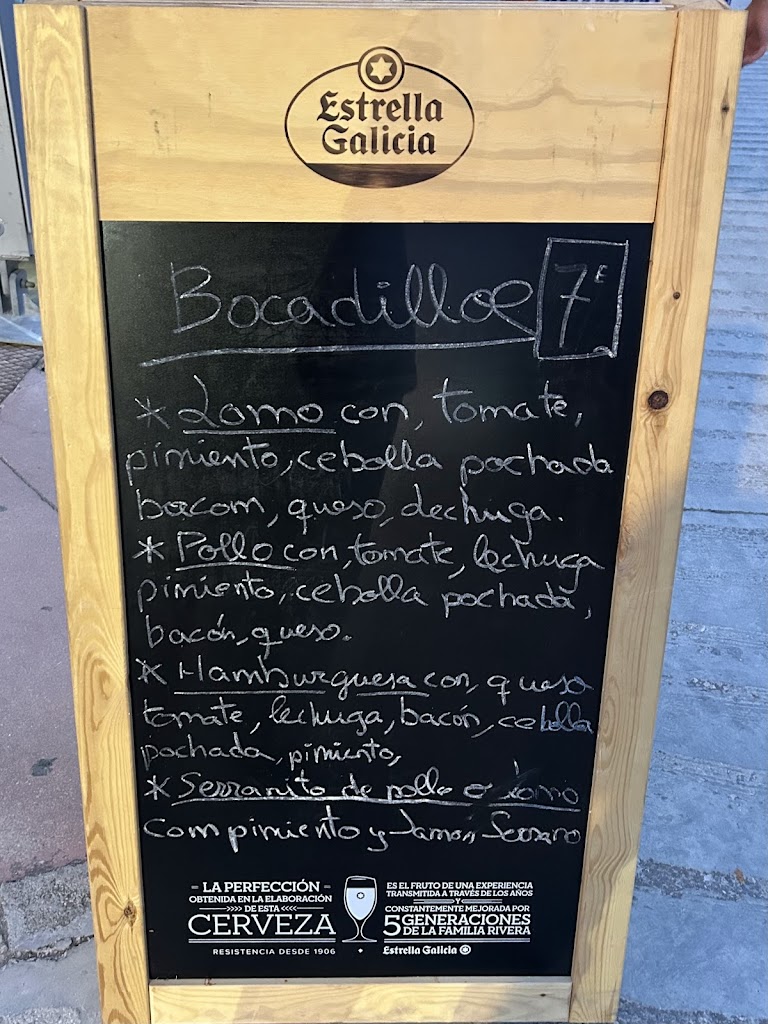 Estrella
Galicia
Bocadillos 7€
* Lomo con, tomate,
pimiento, cebolla pochada
bacom, queso, lechuga.
* Pollo con, tomate, lechuga
pimiento, cebolla pochada,
bacón, queso.
* Hamburguesa con, queso
tomate, lechuga, bacón, cebolla
pochada, pimiento,
* Serranito de pollo o Lomo
com pimiento y Jamon Serrano
- LA PERFECCIÓN -
OBTENIDA EN LA ELABORACIÓN
>>>> DE ESTA <<<<
CERVEZA
RESISTENCIA DESDE 1906
ES EL FRUTO DE UNA EXPERIENCIA
TRANSMITIDA A TRAVÉS DE LOS AÑOS
Y
CONSTANTEMENTE MEJORADA POR
5 GENERACIONES
DE LA FAMILIA RIVERA
Estrella Galicia